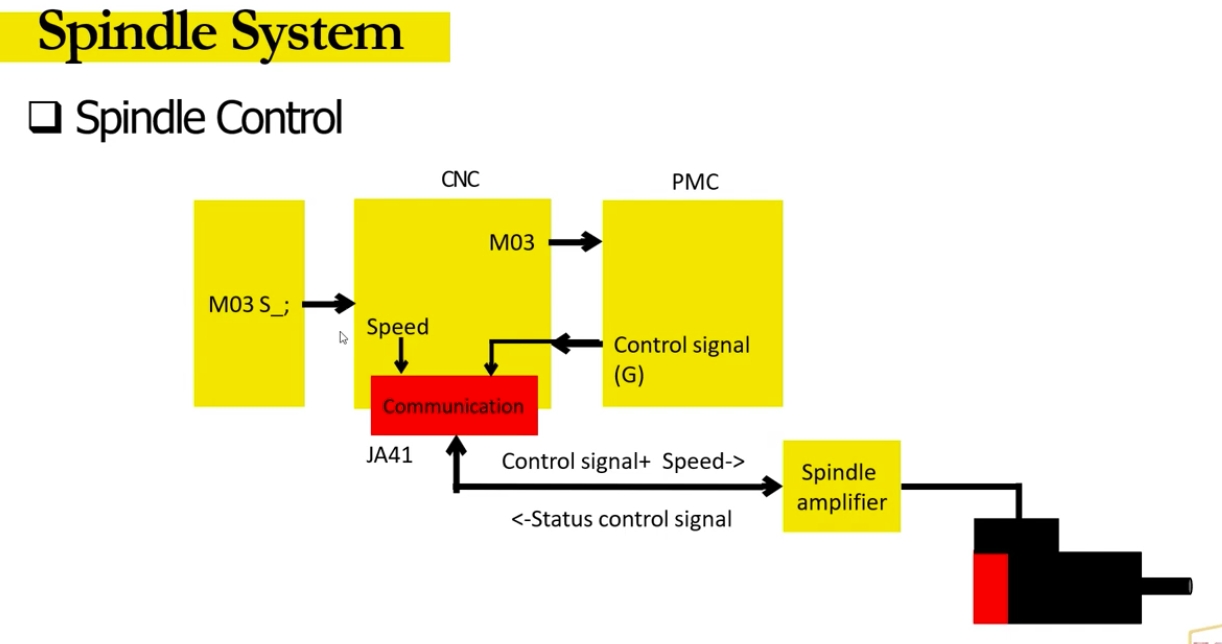 Spindle System
Spindle Control
CNC
PMC
M03
M03 S_;
Speed
Control signal
(G)
Communication
JA41
Control signal+ Speed->
Spindle
amplifier
<-Status control signal